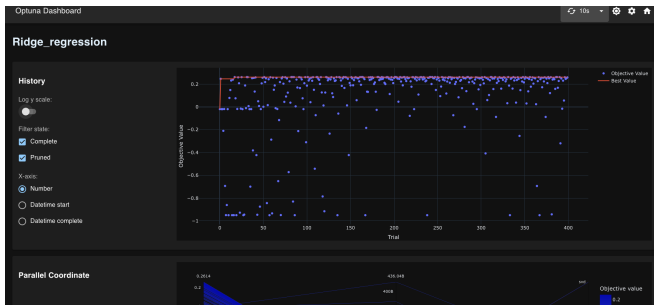 Optuna Dashboard
10s
Ridge_regression
History
Log y scale:
Filter state:
Complete
Pruned
X-axis:
Number
Datetime start
Datetime complete
Objective Value
0.2
0
−0.2
−0.4
−0.6
−0.8
−1
0
50
100
150
200
250
300
350
400
Trial
Objective Value
Best Value
Parallel Coordinate
0.2614
0.2
436.048
400
Objective value
0.2